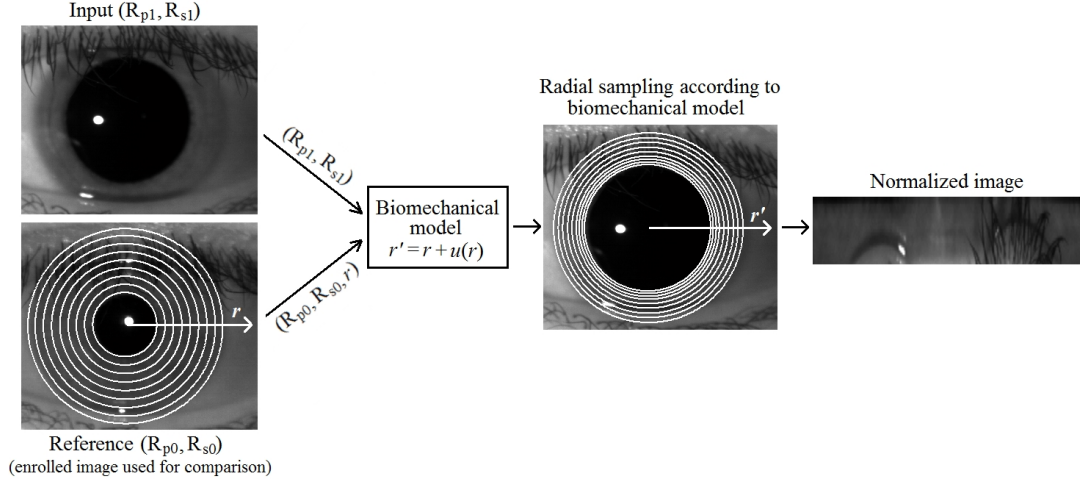 Input (Rp1, Rs1)
(Rp1, Rs1)
Biomechanical
model
r′ = r + u(r)
(Rp0, Rs0, r)
r
Reference (Rp0, Rs0)
(enrolled image used for comparison)
Radial sampling according to
biomechanical model
r′
Normalized image